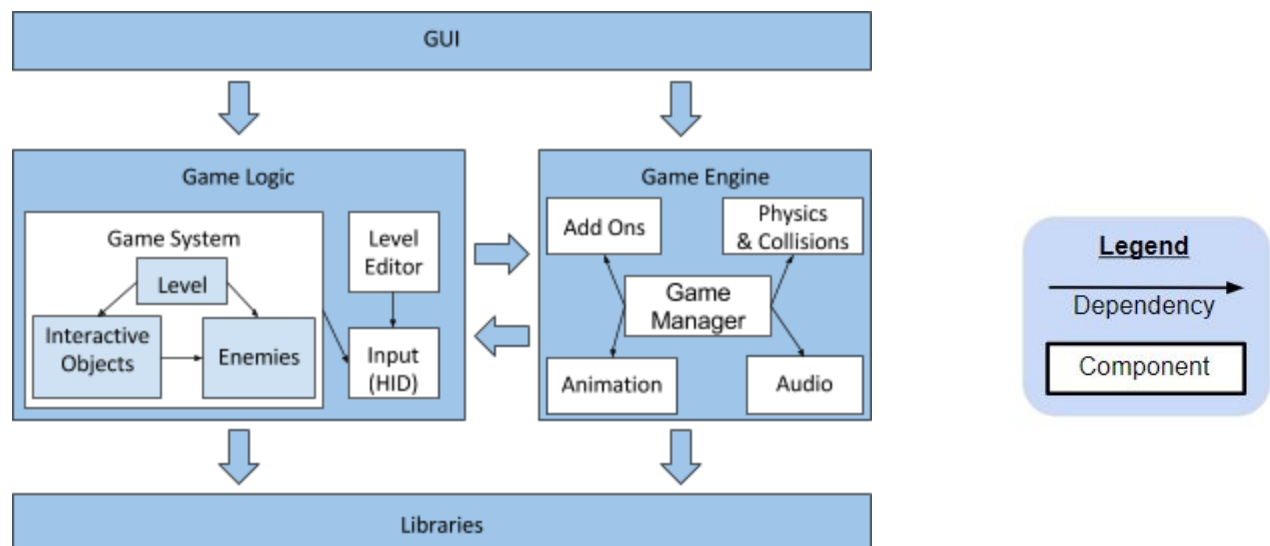 GUI
Game Logic
Game System
Level
Interactive
Objects
Enemies
Level
Editor
Input
(HID)
Game Engine
Add Ons
Physics
& Collisions
Game
Manager
Animation
Audio
Libraries
Legend
Dependency
Component